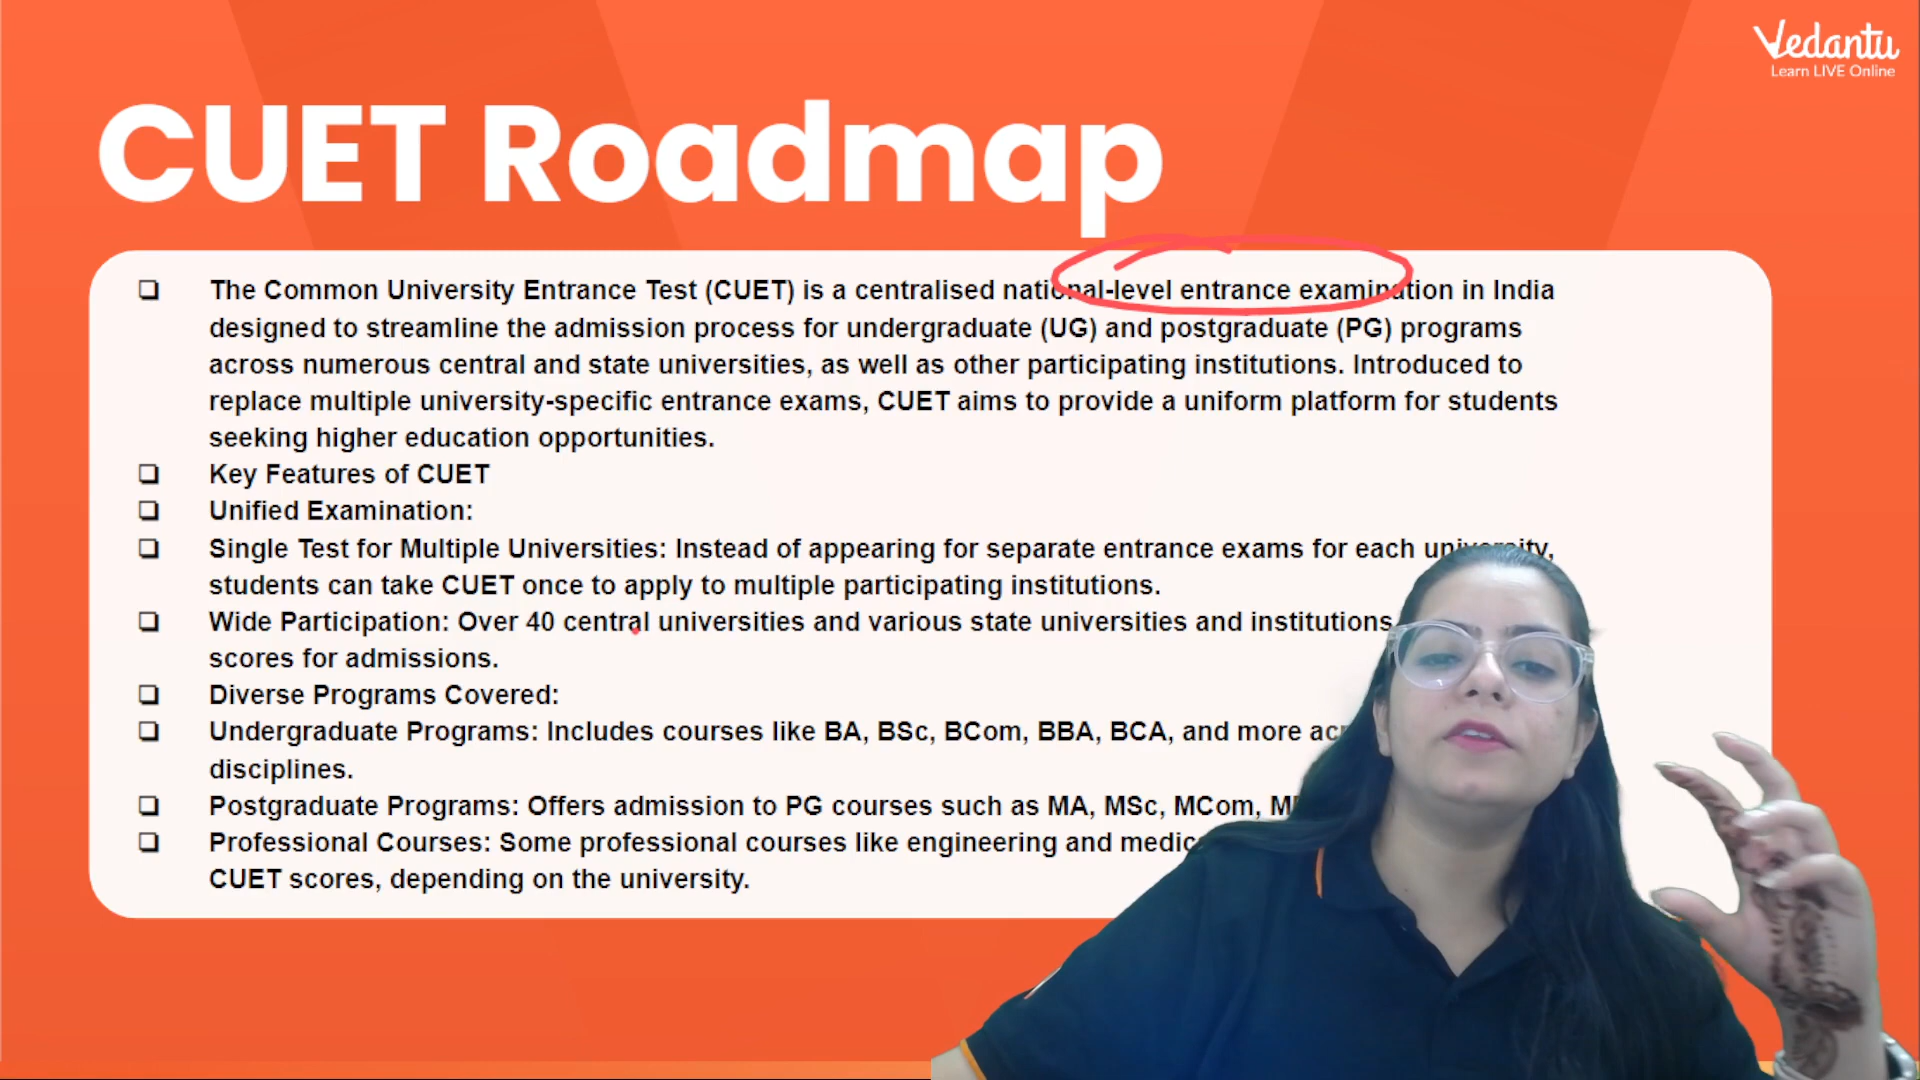 Vedantu
Learn LIVE Online
CUET Roadmap
The Common University Entrance Test (CUET) is a centralised national-level entrance examination in India
designed to streamline the admission process for undergraduate (UG) and postgraduate (PG) programs
across numerous central and state universities, as well as other participating institutions. Introduced to
replace multiple university-specific entrance exams, CUET aims to provide a uniform platform for students
seeking higher education opportunities.
Key Features of CUET
Unified Examination:
Single Test for Multiple Universities: Instead of appearing for separate entrance exams for each university,
students can take CUET once to apply to multiple participating institutions.
Wide Participation: Over 40 central universities and various state universities and institutions
scores for admissions.
Diverse Programs Covered:
Undergraduate Programs: Includes courses like BA, BSc, BCom, BBA, BCA, and more
disciplines.
Postgraduate Programs: Offers admission to PG courses such as MA, MSc, MCom,
Professional Courses: Some professional courses like engineering and
CUET scores, depending on the university.